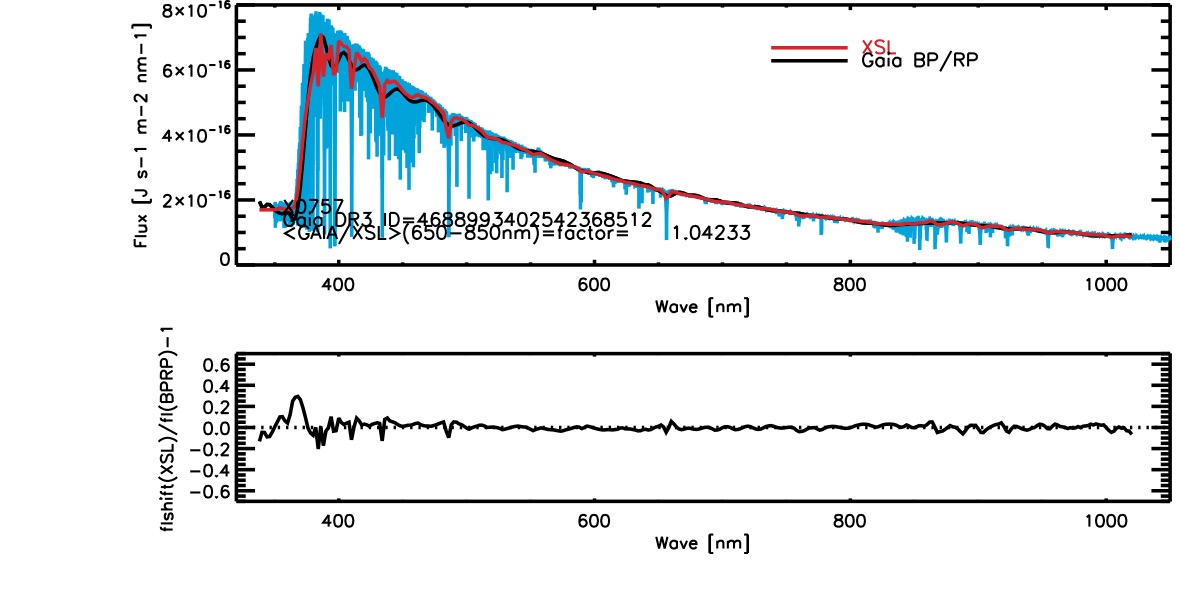 8×10⁻¹⁶
6×10⁻¹⁶
4×10⁻¹⁶
2×10⁻¹⁶
0
Flux [J s−1 m−2 nm−1]
XSL
Gaia BP/RP
X0757
Gaia DR3 ID=4688993402542368512
<GAIA/XSL>(650−850nm)=factor= 1.04233
400 600 800 1000
Wave [nm]
flshift(XSL)/fl(BPRP)−1
0.6
0.4
0.2
0.0
−0.2
−0.4
−0.6
400 600 800 1000
Wave [nm]